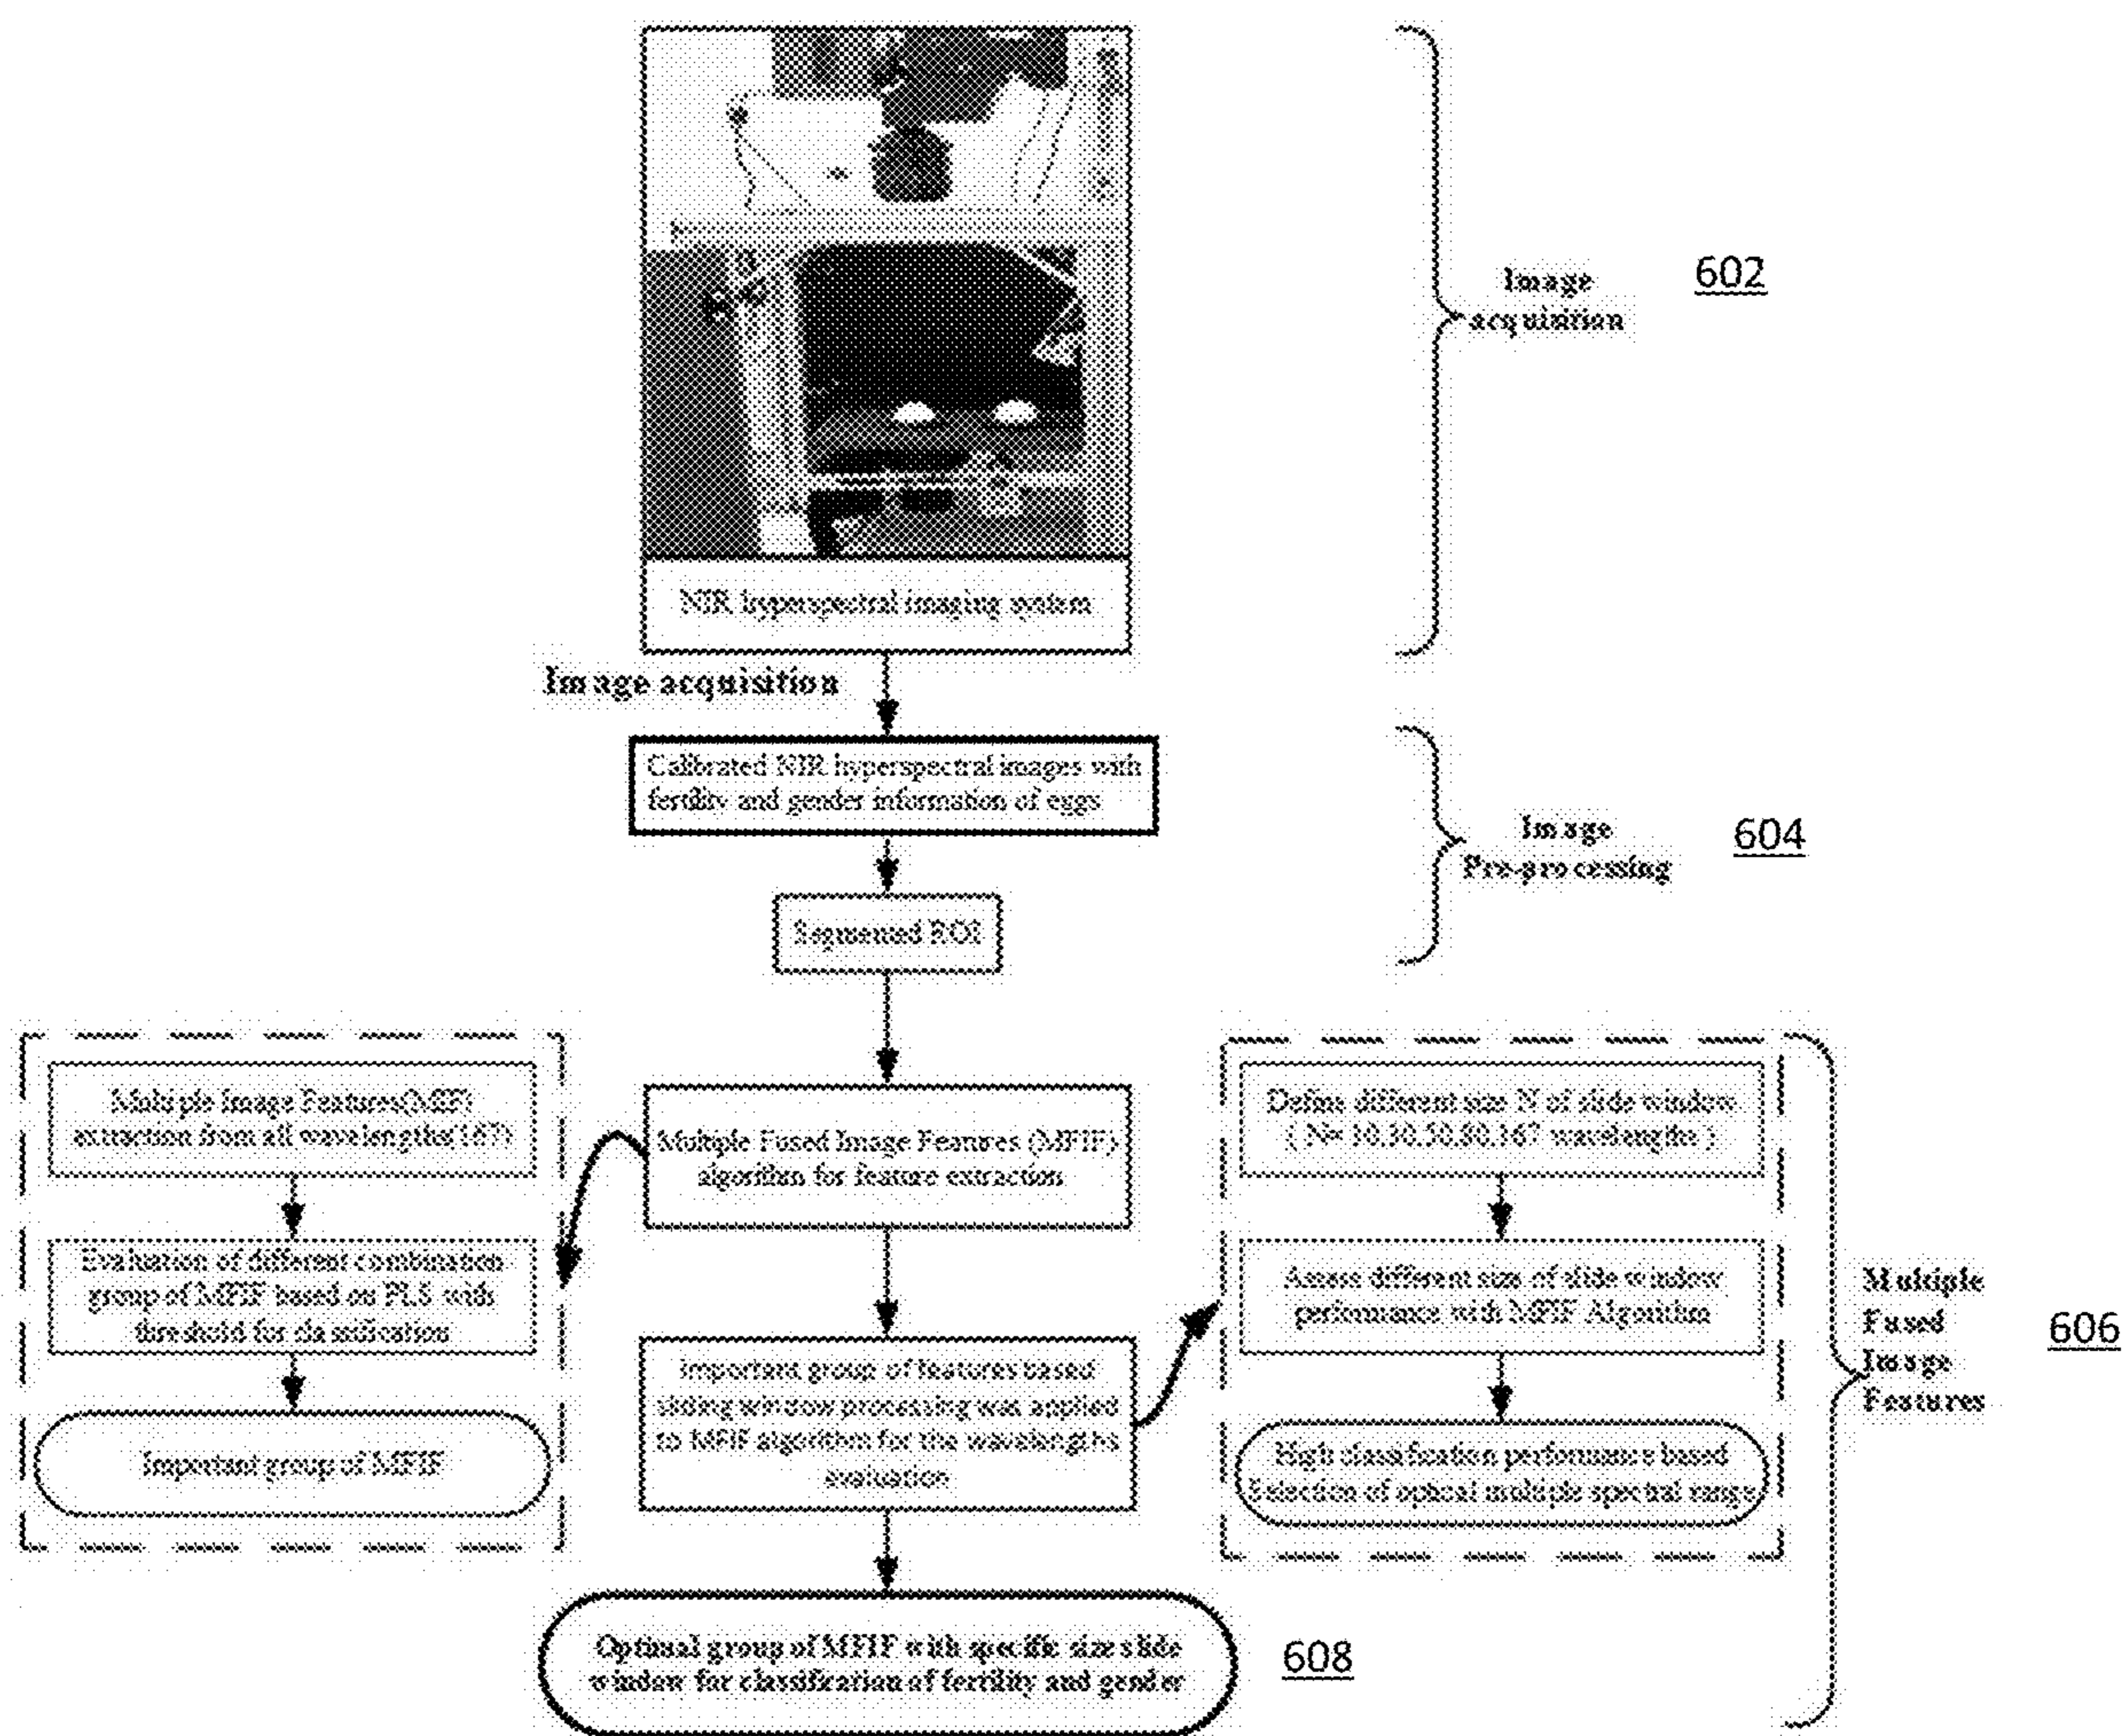 Image
acquisition
602
NIR hyperspectral imaging system
Image acquisition
Calibrated NIR hyperspectral images with
fertility and gender information of eggs
Image
Pre-processing
604
Segmented ROI
Multiple Image Features(MIF)
extraction from all wavelengths(167)
Evaluation of different combination
group of MFIF based on PLS with
threshold for classification
Important group of MFIF
Multiple Fused Image Features (MFIF)
algorithm for feature extraction
important group of features based
sliding window processing was applied
to MFIF algorithm for the wavelengths
evaluation
Define different size N of slide window
( N= 10,30,50,80,167 wavelengths )
Assess different size of slide window
performance with MFIF Algorithm
High classification performance based
Selection of optical multiple spectral range
Multiple
Fused
Image
Features
606
Optimal group of MFIF with specific size slide
window for classification of fertility and gender
608